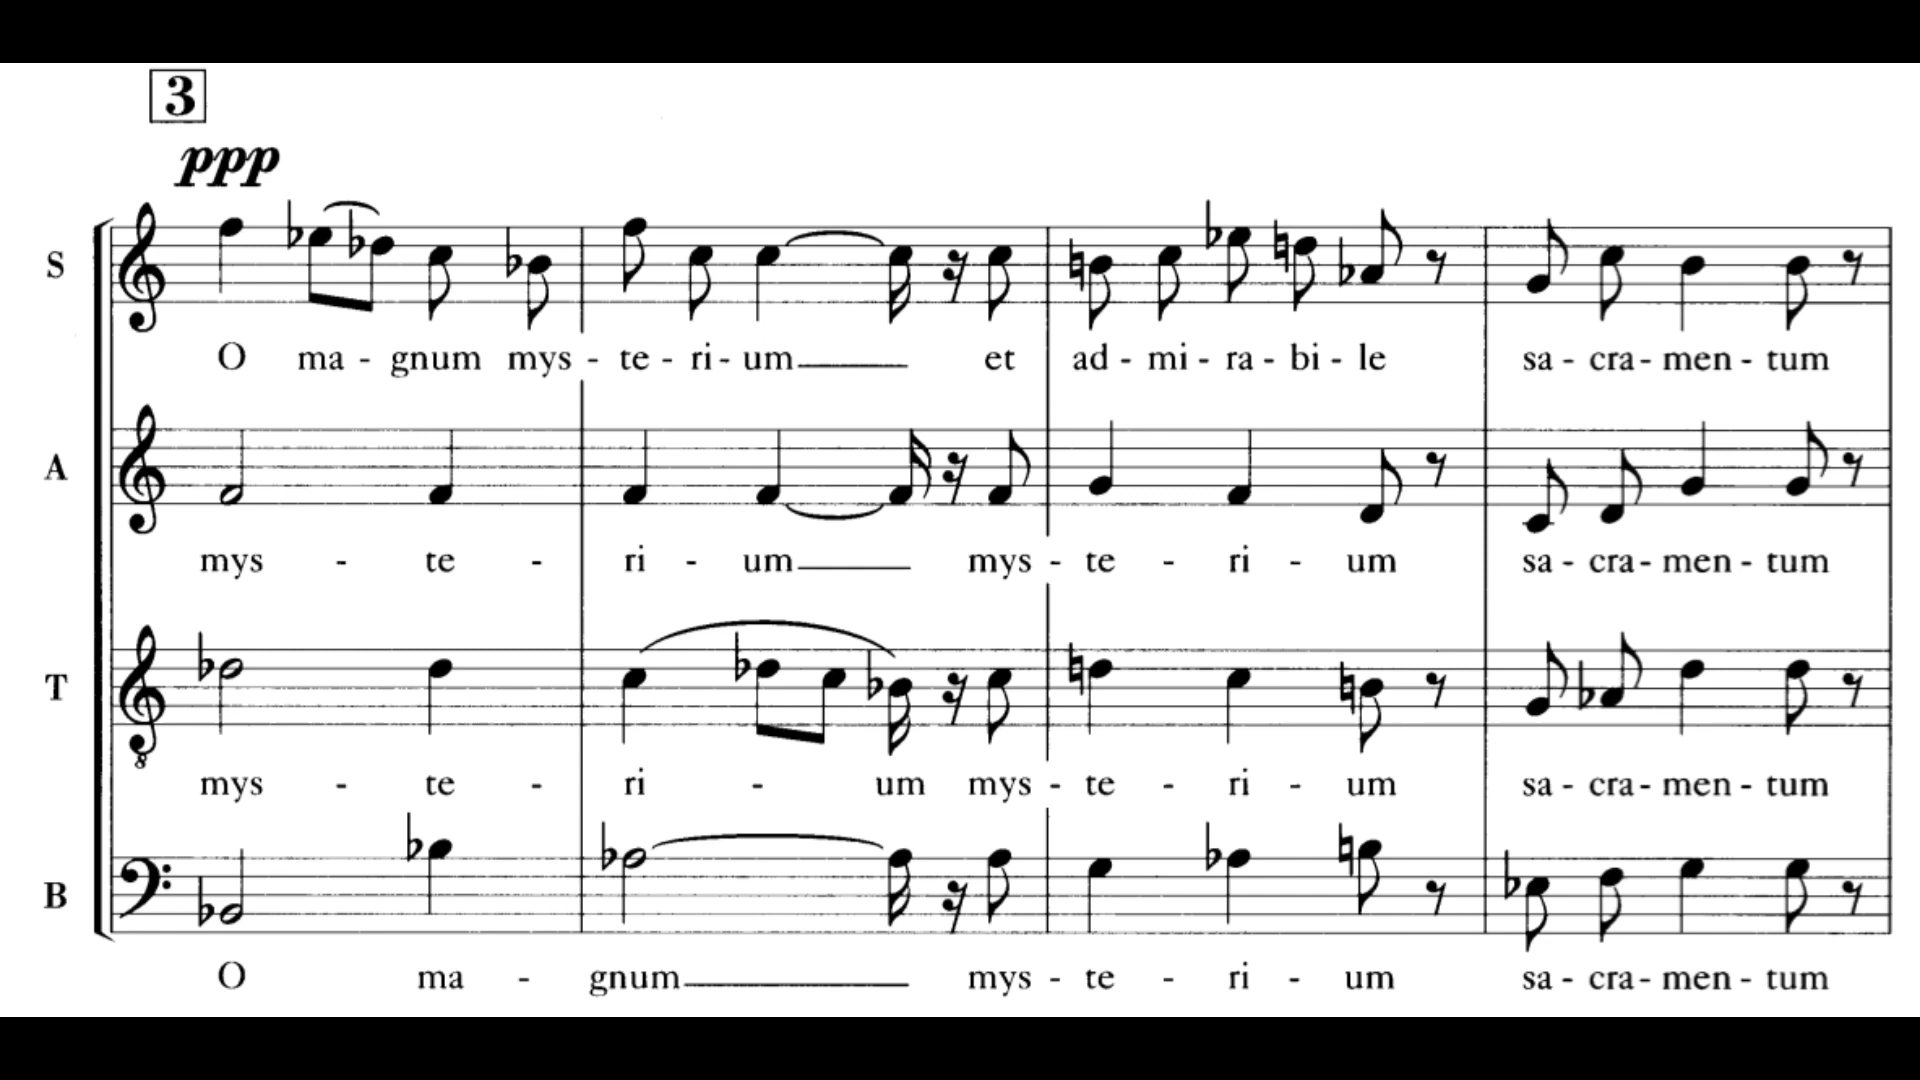 3
ppp
S
O ma - gnum mys - te - ri - um et ad - mi - ra - bi - le sa - cra - men - tum
A
mys - te - ri - um mys - te - ri - um sa - cra - men - tum
T
8
mys - te - ri - um mys - te - ri - um sa - cra - men - tum
B
O ma - gnum mys - te - ri - um sa - cra - men - tum